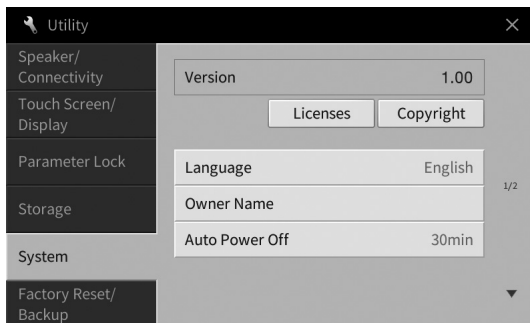 Utility
Speaker/
Connectivity
Touch Screen/
Display
Parameter Lock
Storage
System
Factory Reset/
Backup
Version 1.00
Licenses Copyright
Language English
Owner Name
Auto Power Off 30min
1/2